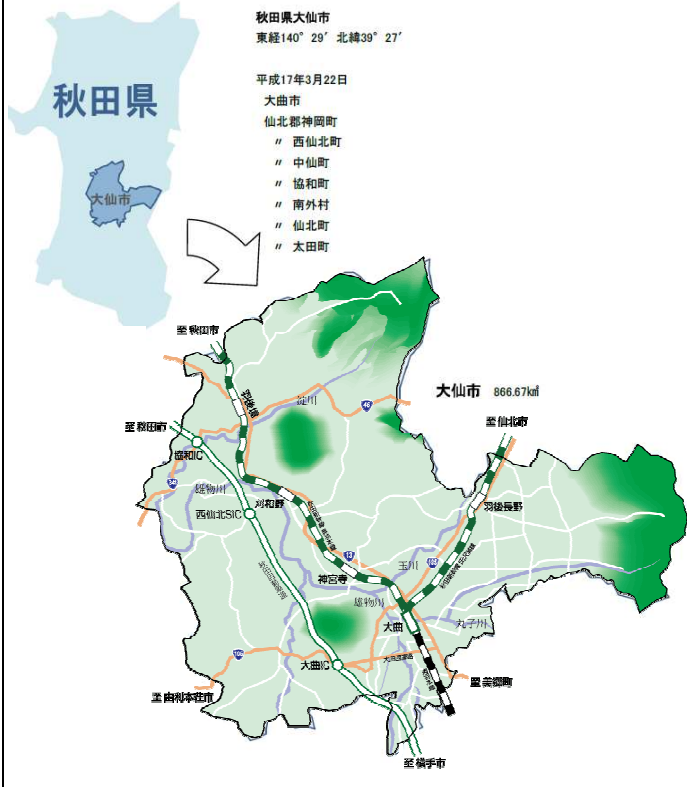 秋田県大仙市
東経140°29′ 北緯39°27′
平成17年3月22日
大曲市
仙北郡神岡町
〃 西仙北町
〃 中仙町
〃 協和町
〃 南外村
〃 仙北町
〃 太田町
秋田県
大仙市
大仙市 866.67k㎡
至秋田市
羽後境
淀川
46
至仙北市
至秋田市
協和IC
341
雄物川
刈和野
西仙北SIC
羽後長野
13
玉川
神宮寺
雄物川
大曲
丸子川
105
大曲IC
至美郷町
至由利本荘市
至横手市